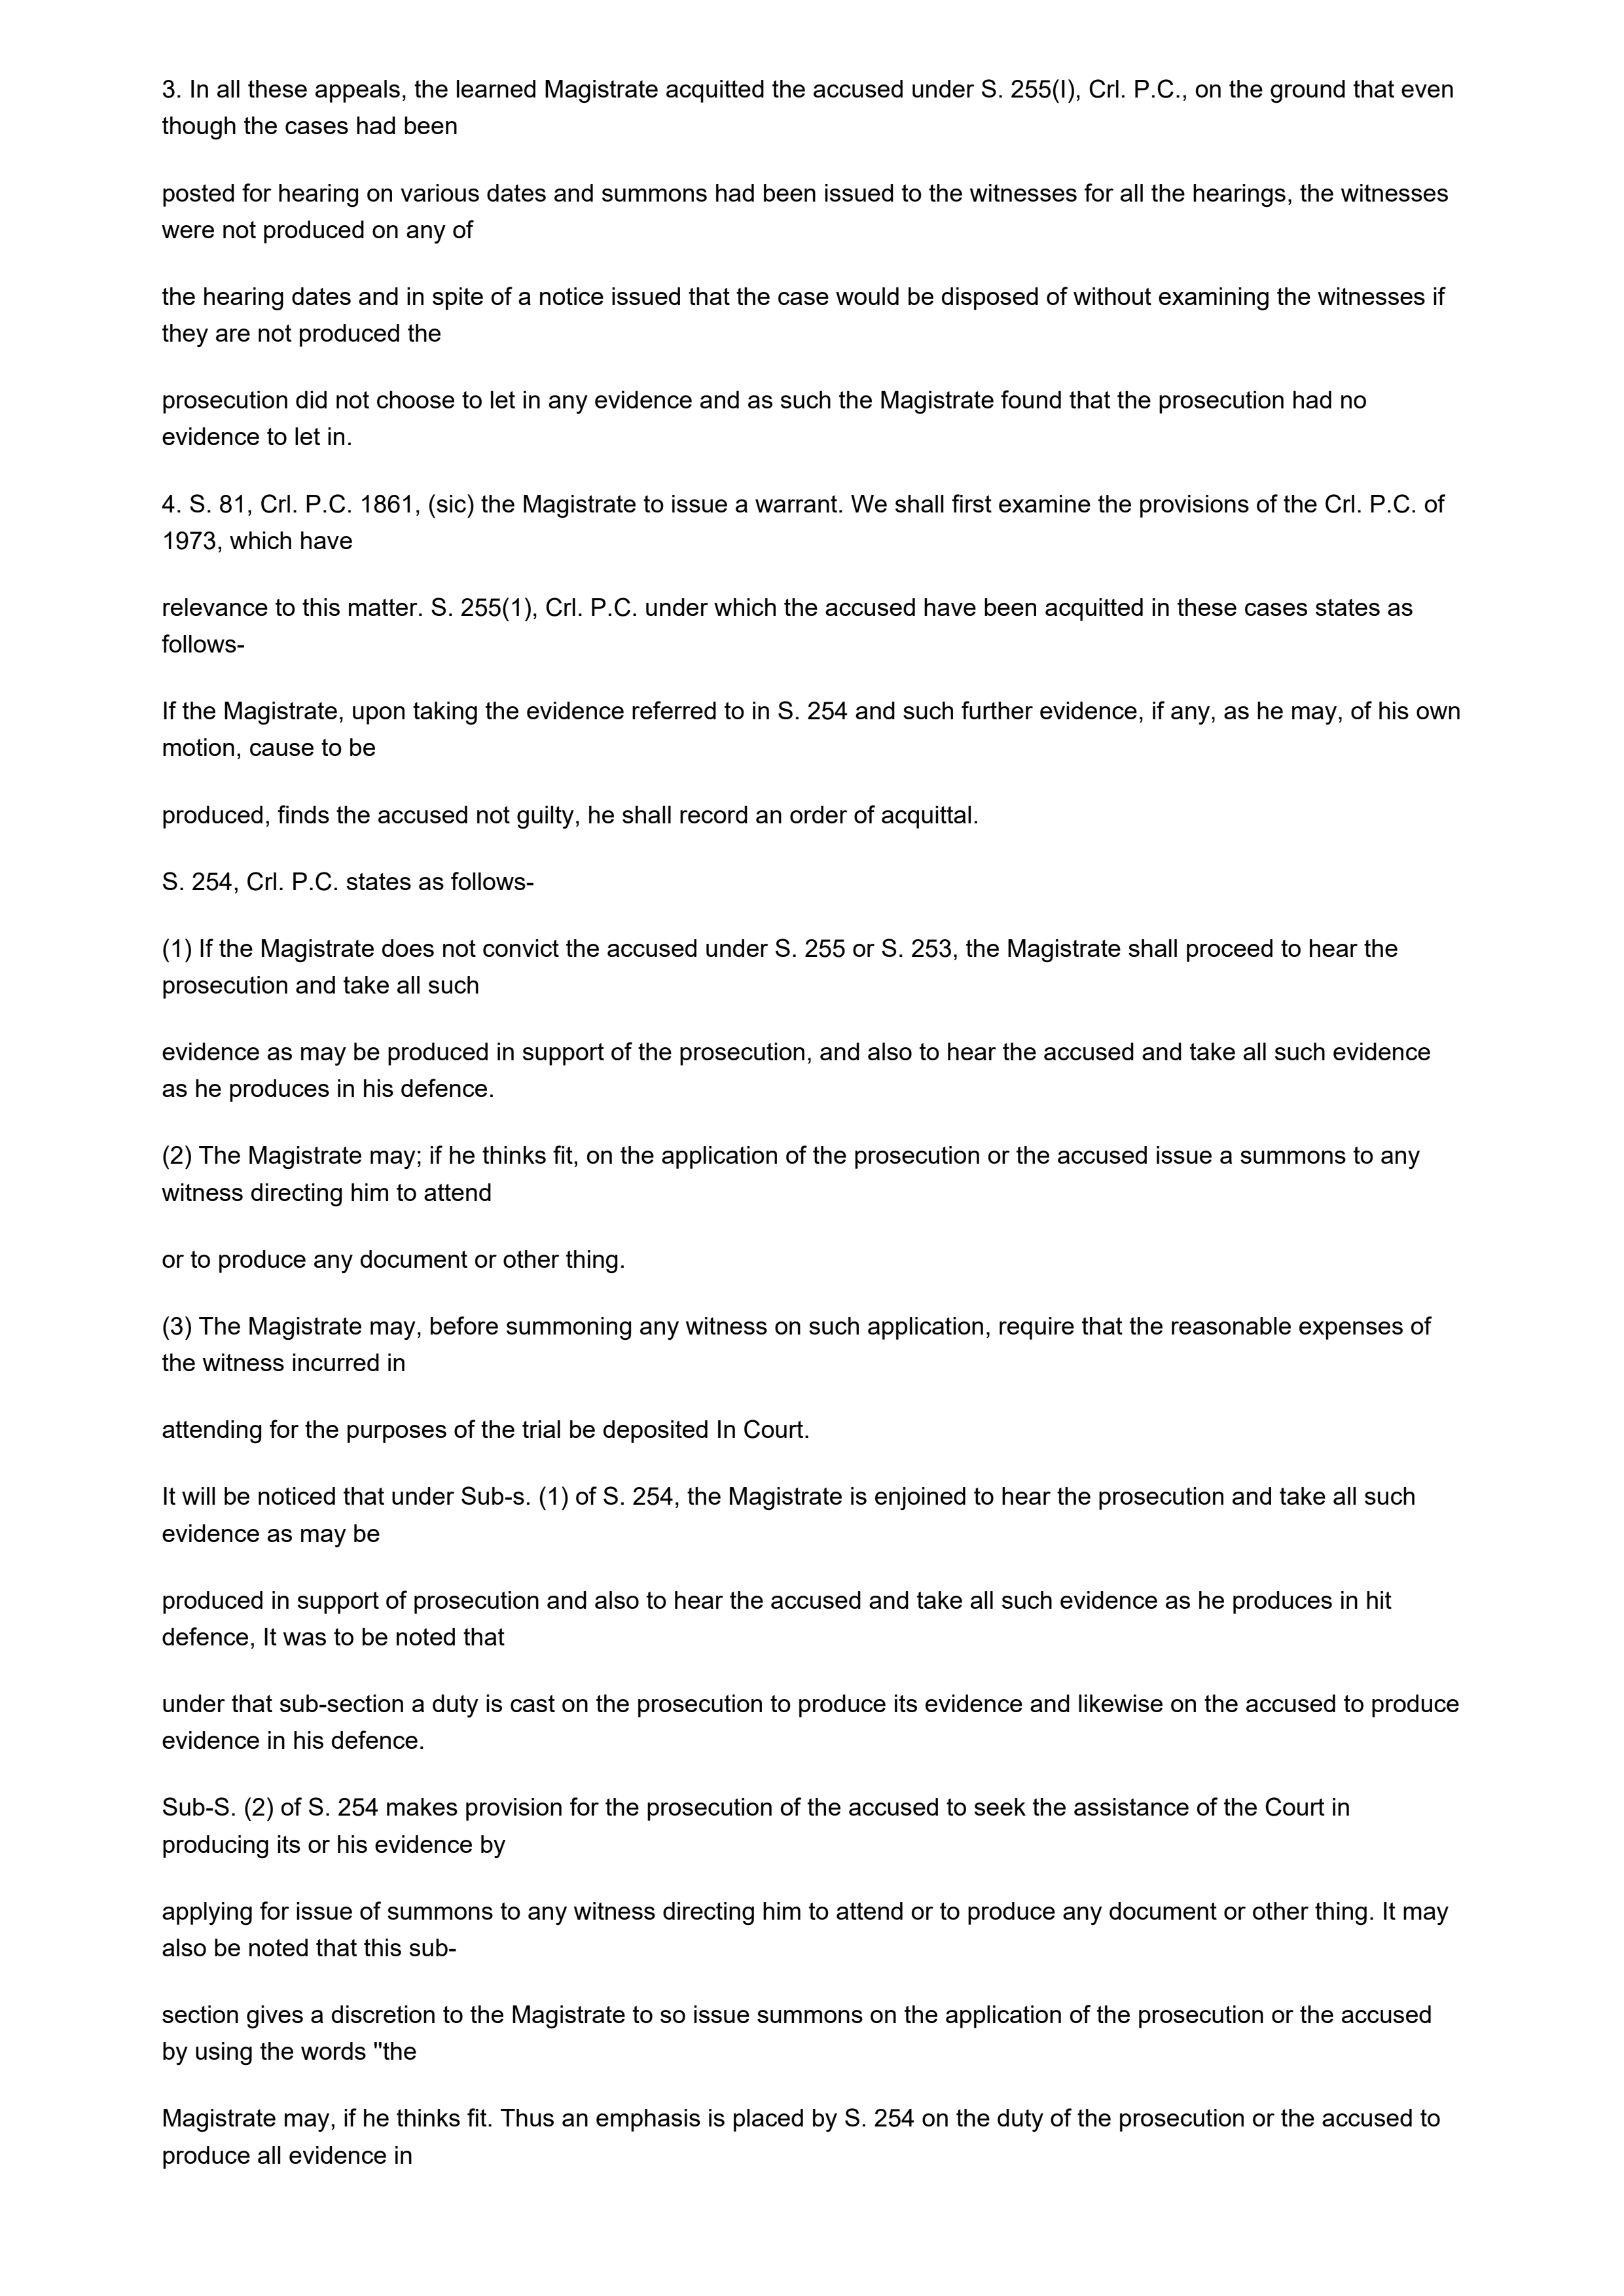 3. In all these appeals, the learned Magistrate acquitted the accused under S. 255(I), Crl. P.C., on the ground that even
though the cases had been
posted for hearing on various dates and summons had been issued to the witnesses for all the hearings, the witnesses
were not produced on any of
the hearing dates and in spite of a notice issued that the case would be disposed of without examining the witnesses if
they are not produced the
prosecution did not choose to let in any evidence and as such the Magistrate found that the prosecution had no
evidence to let in.
4. S. 81, Crl. P.C. 1861, (sic) the Magistrate to issue a warrant. We shall first examine the provisions of the Crl. P.C. of
1973, which have
relevance to this matter. S. 255(1), Crl. P.C. under which the accused have been acquitted in these cases states as
follows-
If the Magistrate, upon taking the evidence referred to in S. 254 and such further evidence, if any, as he may, of his own
motion, cause to be
produced, finds the accused not guilty, he shall record an order of acquittal.
S. 254, Crl. P.C. states as follows-
(1) If the Magistrate does not convict the accused under S. 255 or S. 253, the Magistrate shall proceed to hear the
prosecution and take all such
evidence as may be produced in support of the prosecution, and also to hear the accused and take all such evidence
as he produces in his defence.
(2) The Magistrate may; if he thinks fit, on the application of the prosecution or the accused issue a summons to any
witness directing him to attend
or to produce any document or other thing.
(3) The Magistrate may, before summoning any witness on such application, require that the reasonable expenses of
the witness incurred in
attending for the purposes of the trial be deposited In Court.
It will be noticed that under Sub-s. (1) of S. 254, the Magistrate is enjoined to hear the prosecution and take all such
evidence as may be
produced in support of prosecution and also to hear the accused and take all such evidence as he produces in hit
defence, It was to be noted that
under that sub-section a duty is cast on the prosecution to produce its evidence and likewise on the accused to produce
evidence in his defence.
Sub-S. (2) of S. 254 makes provision for the prosecution of the accused to seek the assistance of the Court in
producing its or his evidence by
applying for issue of summons to any witness directing him to attend or to produce any document or other thing. It may
also be noted that this sub-
section gives a discretion to the Magistrate to so issue summons on the application of the prosecution or the accused
by using the words "the
Magistrate may, if he thinks fit. Thus an emphasis is placed by S. 254 on the duty of the prosecution or the accused to
produce all evidence in